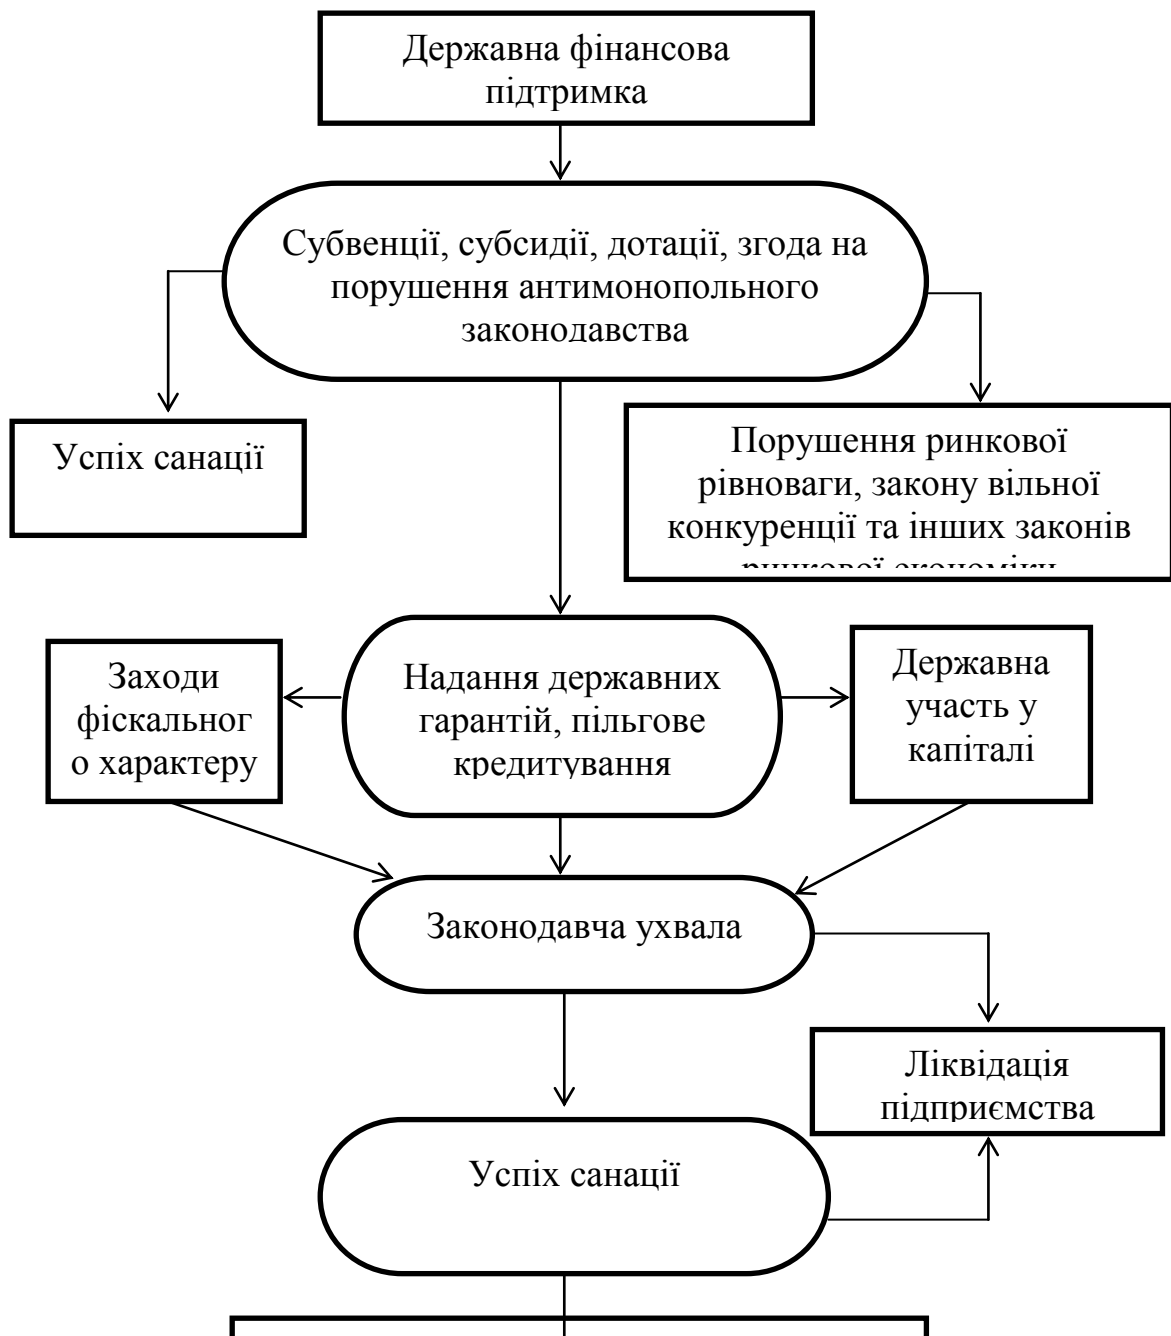 Державна фінансова
підтримка
Субвенції, субсидії, дотації, згода на
порушення антимонопольного
законодавства
Успіх санації
Порушення ринкової
рівноваги, закону вільної
конкуренції та інших законів
ринкової економіки
Заходи
фіскальног
о характеру
Надання державних
гарантій, пільгове
кредитування
Державна
участь у
капіталі
Законодавча ухвала
Ліквідація
підприємства
Успіх санації